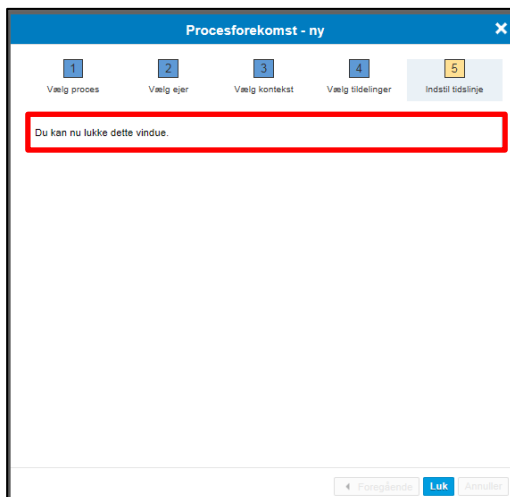 Procesforekomst - ny
1
2
3
4
5
Vælg proces
Vælg ejer
Vælg kontekst
Vælg tildelinger
Indstil tidslinje
Du kan nu lukke dette vindue.
Foregående
Luk
Annuller